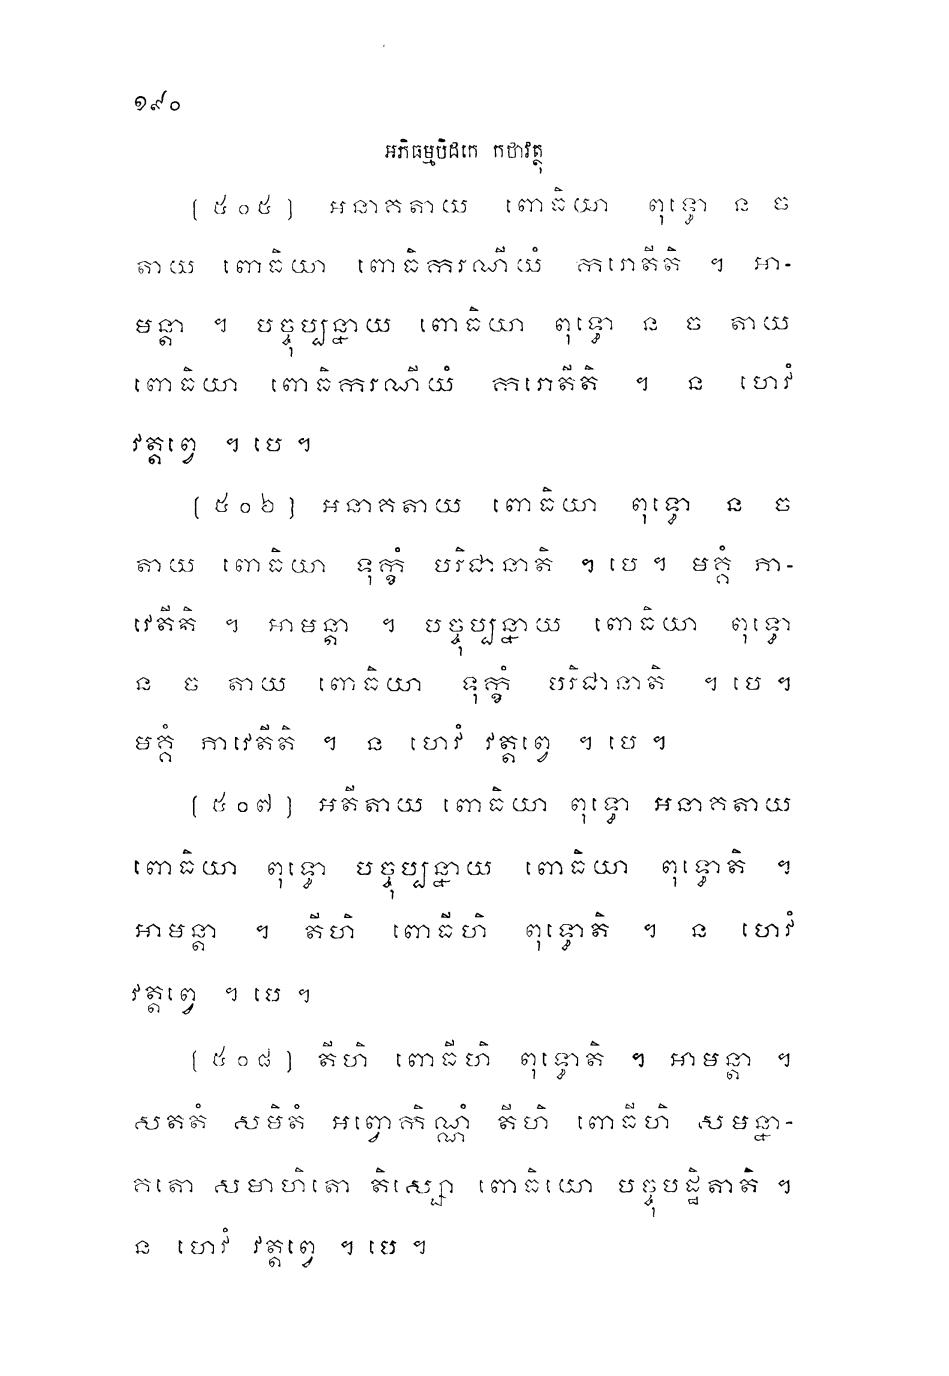 ១៩០
អភិធម្មបិដកេ កថាវត្ថុ
(៥០៥) អនាគតាយ ពោធិយា ពុទ្ធោ ន ច
តាយ ពោធិយា ពោធិករណីយំ ករោតីតិ ។ អា-
មន្តា ។ បច្ចុប្បន្នាយ ពោធិយា ពុទ្ធោ ន ច តាយ
ពោធិយា ពោធិករណីយំ ករោតីតិ ។ ន ហេវំ
វត្តព្វេ ។ បេ ។
(៥០៦) អនាគតាយ ពោធិយា ពុទ្ធោ ន ច
តាយ ពោធិយា ទុក្ខំ បរិជានាតិ ។ បេ ។ មគ្គំ ភា-
វេតីតិ ។ អាមន្តា ។ បច្ចុប្បន្នាយ ពោធិយា ពុទ្ធោ
ន ច តាយ ពោធិយា ទុក្ខំ បរិជានាតិ ។ បេ ។
មគ្គំ ភាវេតីតិ ។ ន ហេវំ វត្តព្វេ ។ បេ ។
(៥០៧) អតីតាយ ពោធិយា ពុទ្ធោ អនាគតាយ
ពោធិយា ពុទ្ធោ បច្ចុប្បន្នាយ ពោធិយា ពុទ្ធោតិ ។
អាមន្តា ។ តីហិ ពោធីហិ ពុទ្ធោតិ ។ ន ហេវំ
វត្តព្វេ ។ បេ ។
(៥០៨) តីហិ ពោធីហិ ពុទ្ធោតិ ។ អាមន្តា ។
សតតំ សមិតំ អព្វោកិណ្ណំ តីហិ ពោធីហិ សមន្នា-
គតោ សមាហិតោ តិស្សោ ពោធិយោ បច្ចុបដ្ឋិតាតិ ។
ន ហេវំ វត្តព្វេ ។ បេ ។